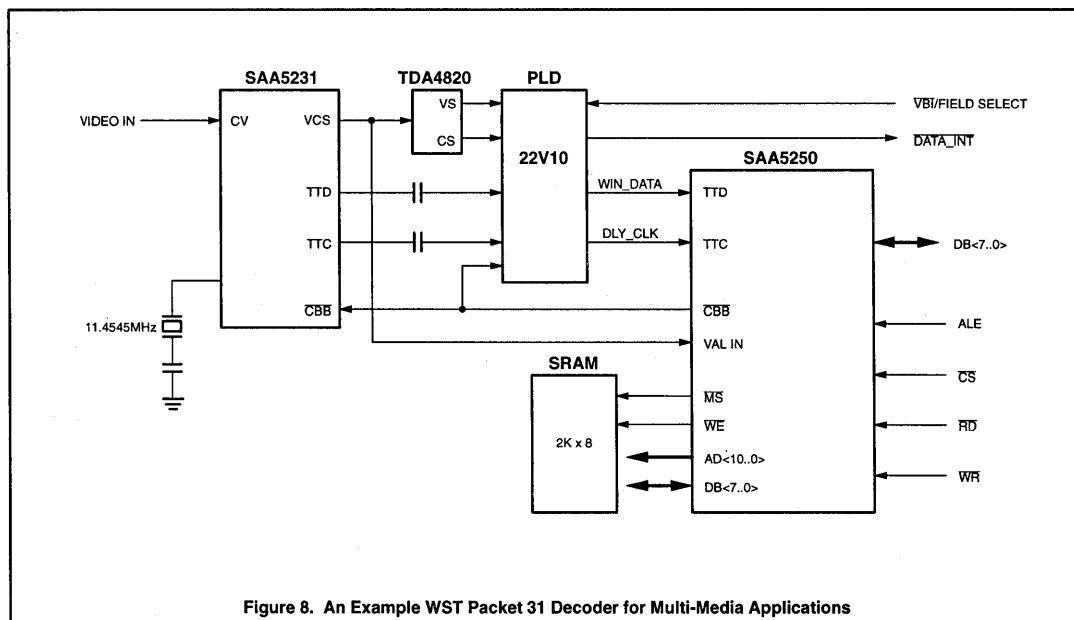 SAA5231
TDA4820
PLD
VIDEO IN
CV
VCS
VS
CS
22V10
VBI/FIELD SELECT
DATA_INT
SAA5250
TTD
WIN_DATA
TTD
TTC
DLY_CLK
TTC
DB<7..0>
CBB
CBB
11.4545MHz
ALE
VAL IN
SRAM
CS
MS
WE
2K x 8
RD
AD<10..0>
DB<7..0>
WR
Figure 8. An Example WST Packet 31 Decoder for Multi-Media Applications